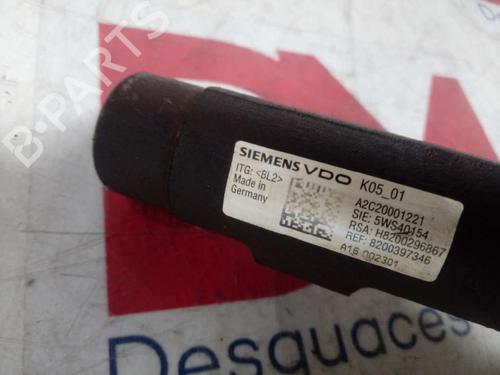 B-PARTS
SIEMENS VDO K05_01
ITG: <BL2>
Made in
Germany
A2C20001221
SIE: 5WS40154
RSA: H8200296867
REF: 8200397346
A18 002301
Desguaces